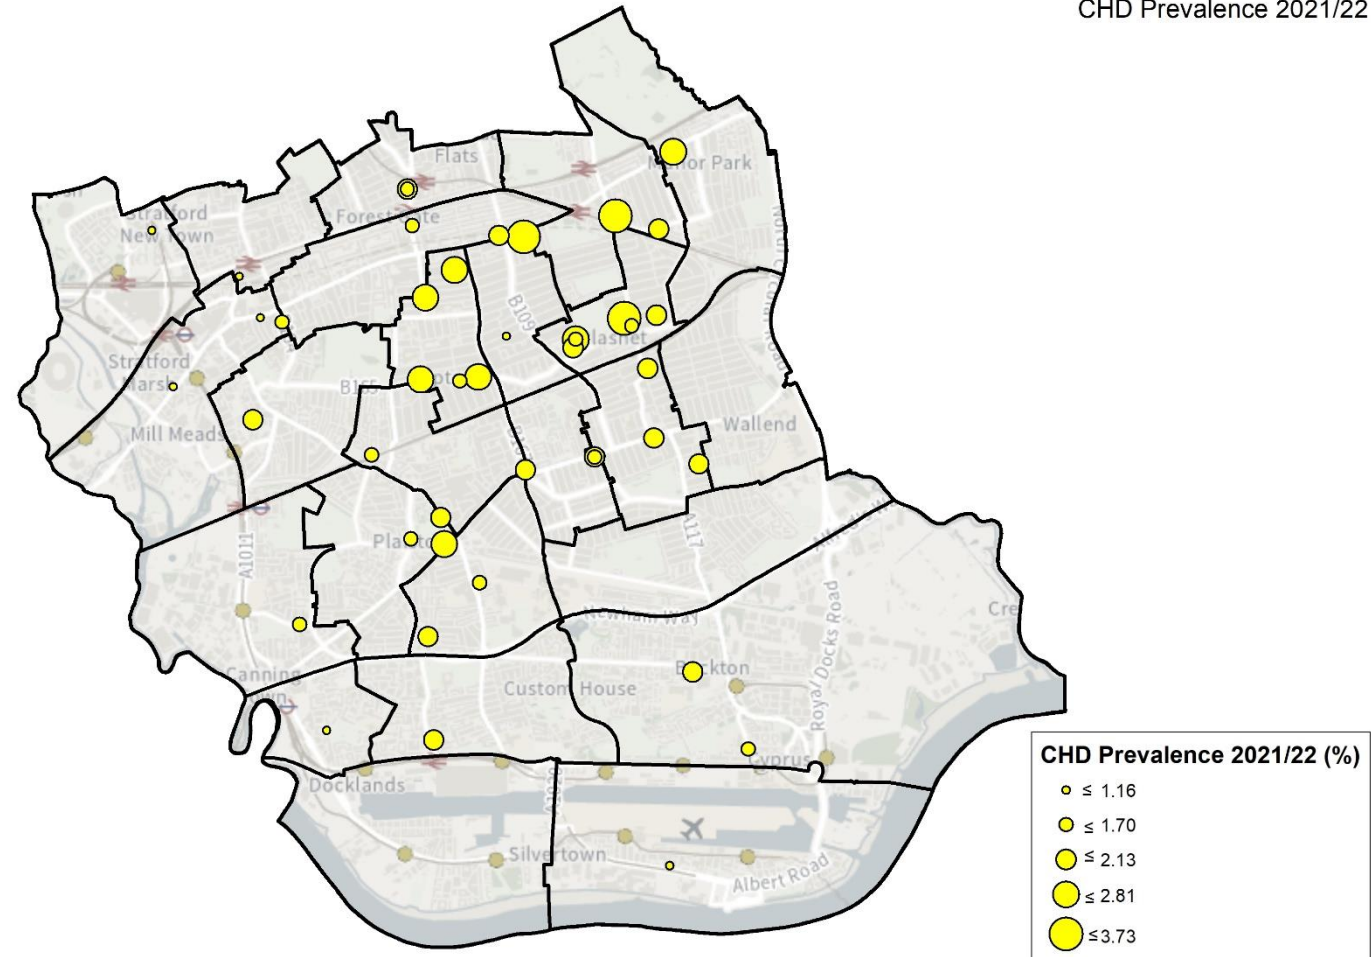 CHD Prevalence 2021/22
Flats
Manor Park
Stratford
New Town
Forest Gate
B109
Plashet
Stratford
Marsh
B165
Mill Meads
Wallend
A117
A1011
Plaistow
Newham Way
Royal Docks Road
Canning
Town
Beckton
Custom House
Cyprus
Docklands
Silvertown
Albert Road
CHD Prevalence 2021/22 (%)
≤ 1.16
≤ 1.70
≤ 2.13
≤ 2.81
≤3.73